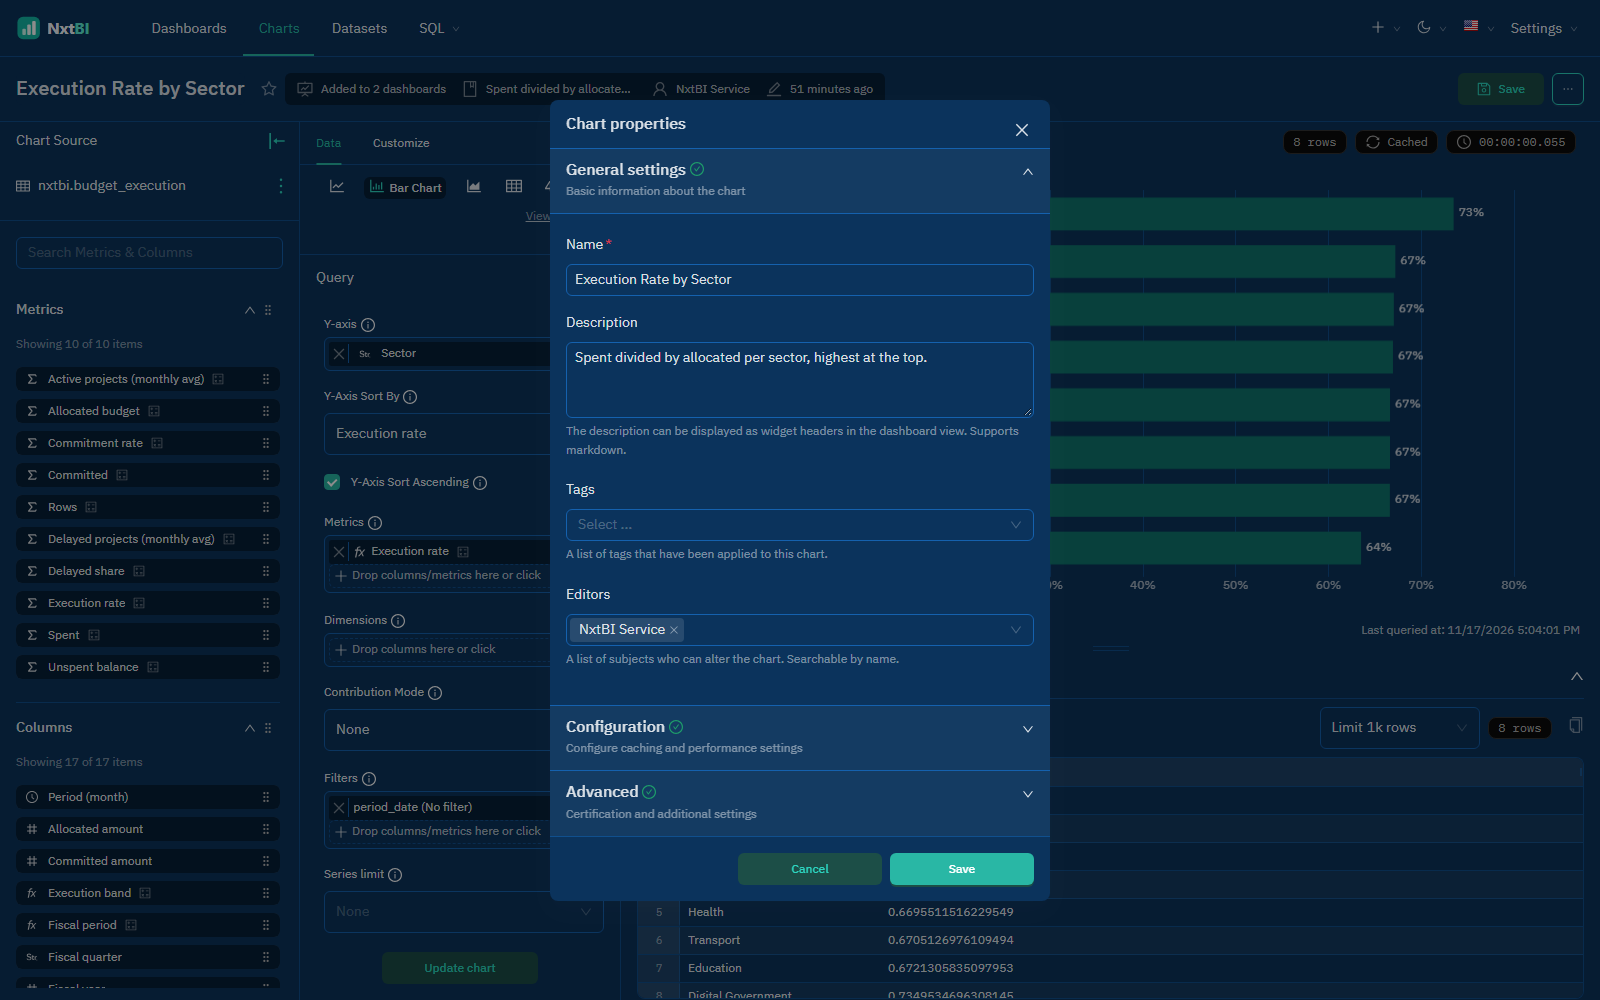 NxtBI
Dashboards
Charts
Datasets
SQL
Settings
Execution Rate by Sector
Added to 2 dashboards
Spent divided by allocate...
NxtBI Service
51 minutes ago
Save
Chart Source
nxtbi.budget_execution
Search Metrics & Columns
Metrics
Showing 10 of 10 items
Active projects (monthly avg)
Allocated budget
Commitment rate
Committed
Rows
Delayed projects (monthly avg)
Delayed share
Execution rate
Spent
Unspent balance
Columns
Showing 17 of 17 items
Period (month)
Allocated amount
Committed amount
fx Execution band
fx Fiscal period
Str Fiscal quarter
Data
Customize
Bar Chart
View
Query
Y-axis
Str Sector
Y-Axis Sort By
Execution rate
Y-Axis Sort Ascending
Metrics
fx Execution rate
Drop columns/metrics here or click
Dimensions
Drop columns here or click
Contribution Mode
None
Filters
period_date (No filter)
Drop columns/metrics here or click
Series limit
None
Update chart
Chart properties
General settings
Basic information about the chart
Name *
Execution Rate by Sector
Description
Spent divided by allocated per sector, highest at the top.
The description can be displayed as widget headers in the dashboard view. Supports
markdown.
Tags
Select ...
A list of tags that have been applied to this chart.
Editors
NxtBI Service
A list of subjects who can alter the chart. Searchable by name.
Configuration
Configure caching and performance settings
Advanced
Certification and additional settings
Cancel
Save
8 rows
Cached
00:00:00.055
73%
67%
67%
67%
67%
67%
67%
64%
40%
50%
60%
70%
80%
Last queried at: 11/17/2026 5:04:01 PM
Limit 1k rows
8 rows
5 Health 0.6695511516229549
6 Transport 0.6705126976109494
7 Education 0.6721305835097953
8 Digital Government 0.7349534696308145